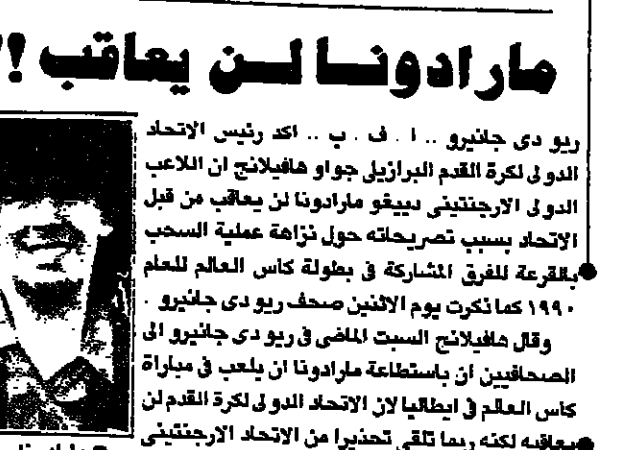 مارادونـــا لـــن يعاقب !
ريو دى جانيرو .. ا . ف . ب .. اكد رئيس الاتحاد
الدولى لكرة القدم البرازيلى جواو هافيلانج ان اللاعب
الدولى الارجنتينى دييغو مارادونا لن يعاقب من قبل
الاتحاد بسبب تصريحاته حول نزاهة عملية السحب
بالقرعة للفرق المشاركة فى بطولة كاس العالم للعام
١٩٩٠ كما ذكرت يوم الاثنين صحف ريو دى جانيرو .
وقال هافيلانج السبت الماضى فى ريو دى جانيرو الى
الصحافيين ان باستطاعة مارادونا ان يلعب فى مباراة
كاس العالم فى ايطاليا لان الاتحاد الدولى لكرة القدم لن
يعاقبه لكنه ربما تلقى تحذيرا من الاتحاد الارجنتينى